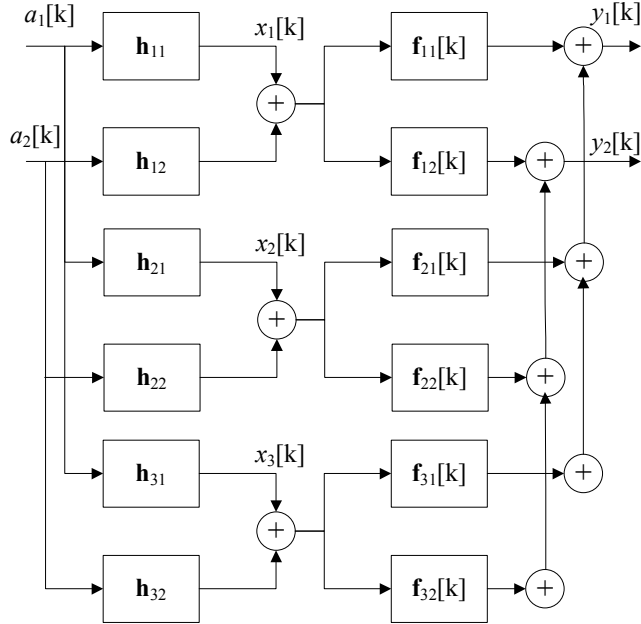 a₁[k]
x₁[k]
y₁[k]
h₁₁
f₁₁[k]
+
+
a₂[k]
y₂[k]
h₁₂
f₁₂[k]
+
x₂[k]
h₂₁
f₂₁[k]
+
+
h₂₂
f₂₂[k]
+
x₃[k]
h₃₁
f₃₁[k]
+
+
h₃₂
f₃₂[k]
+